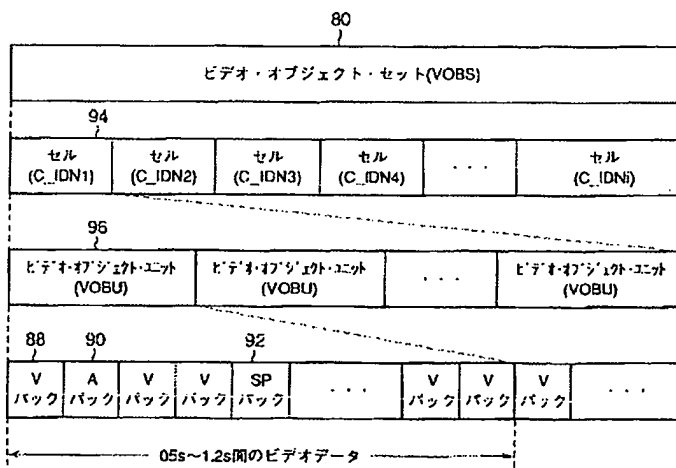 80
ビデオ・オブジェクト・セット(VOBS)
94
セル セル セル セル セル
(C_IDN1) (C_IDN2) (C_IDN3) (C_IDN4) ・・・ (C_IDNi)
96
ビデオ・オブジェクト・ユニット ビデオ・オブジェクト・ユニット ビデオ・オブジェクト・ユニット
(VOBU) (VOBU) ・・・ (VOBU)
88 90 92
V A V V SP V V V
パック パック パック パック パック ・・・ パック パック パック ・・・
05s～1.2s間のビデオデータ